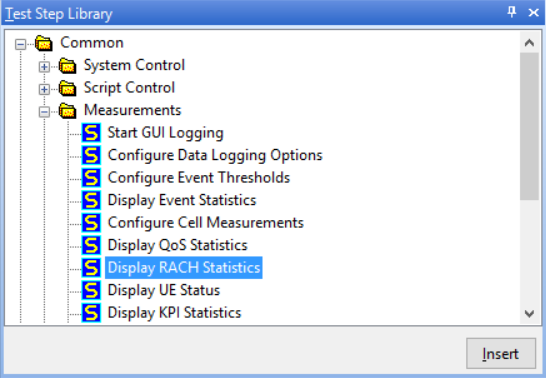 Test Step Library
Common
System Control
Script Control
Measurements
S Start GUI Logging
S Configure Data Logging Options
S Configure Event Thresholds
S Display Event Statistics
S Configure Cell Measurements
S Display QoS Statistics
S Display RACH Statistics
S Display UE Status
S Display KPI Statistics
Insert